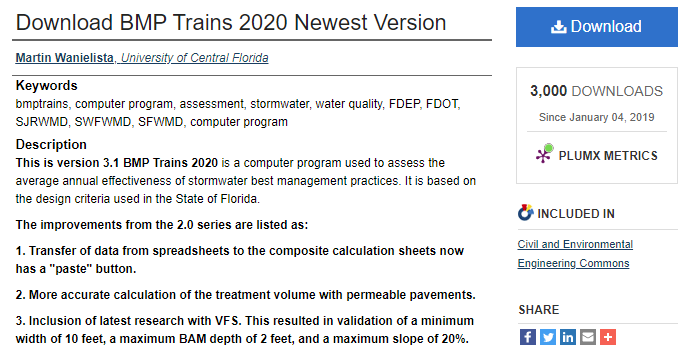 Download BMP Trains 2020 Newest Version
Martin Wanielista, University of Central Florida
Keywords
bmptrains, computer program, assessment, stormwater, water quality, FDEP, FDOT,
SJRWMD, SWFWMD, SFWMD, computer program
Description
This is version 3.1 BMP Trains 2020 is a computer program used to assess the
average annual effectiveness of stormwater best management practices. It is based on
the design criteria used in the State of Florida.
The improvements from the 2.0 series are listed as:
1. Transfer of data from spreadsheets to the composite calculation sheets now
has a "paste" button.
2. More accurate calculation of the treatment volume with permeable pavements.
3. Inclusion of latest research with VFS. This resulted in validation of a minimum
width of 10 feet, a maximum BAM depth of 2 feet, and a maximum slope of 20%.
Download
3,000 DOWNLOADS
Since January 04, 2019
PLUMX METRICS
INCLUDED IN
Civil and Environmental
Engineering Commons
SHARE